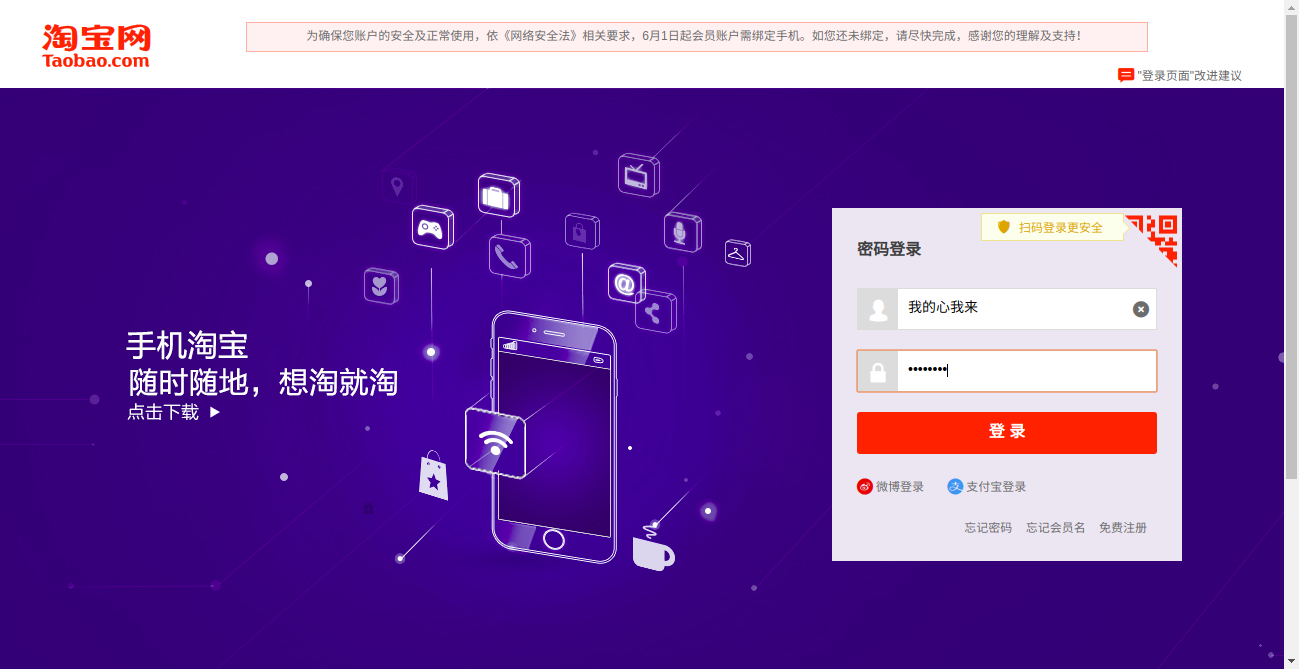 淘宝网
Taobao.com
为确保您账户的安全及正常使用，依《网络安全法》相关要求，6月1日起会员账户需绑定手机。如您还未绑定，请尽快完成，感谢您的理解及支持！
"登录页面"改进建议
扫码登录更安全
密码登录
我的心我来
••••••••
登 录
微博登录 支付宝登录
忘记密码 忘记会员名 免费注册
手机淘宝
随时随地，想淘就淘
点击下载